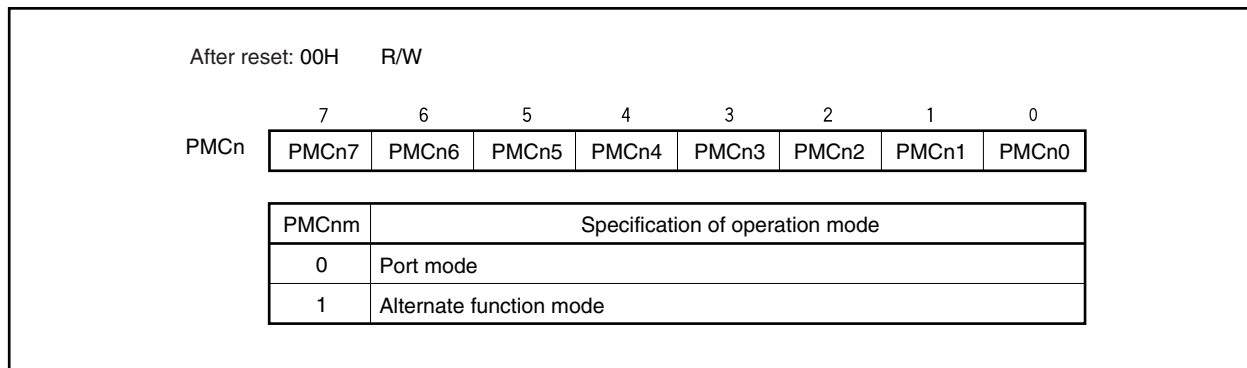 After reset: 00H R/W
7 6 5 4 3 2 1 0
PMCn PMCn7 PMCn6 PMCn5 PMCn4 PMCn3 PMCn2 PMCn1 PMCn0
PMCnm Specification of operation mode
0 Port mode
1 Alternate function mode